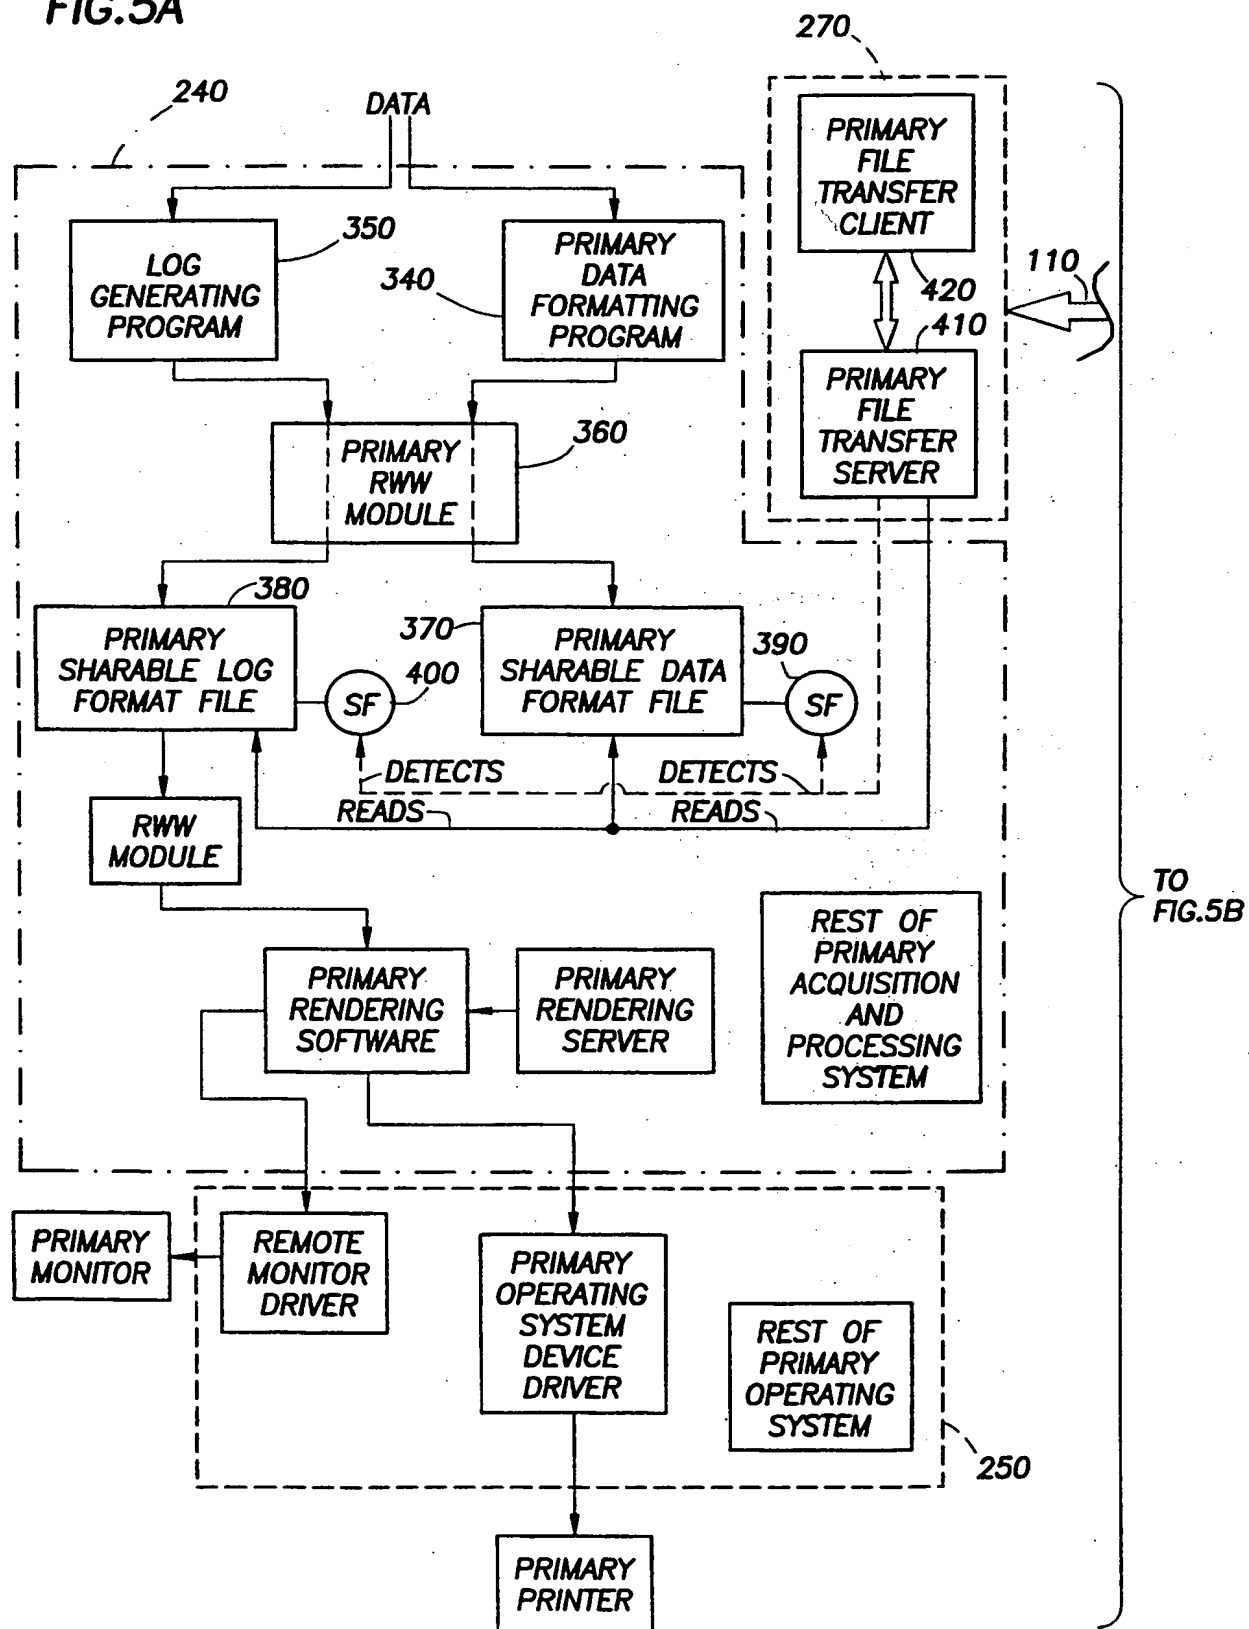 FIG.5A
270
240
DATA
PRIMARY
FILE
TRANSFER
CLIENT
350
LOG
GENERATING
PROGRAM
340
PRIMARY
DATA
FORMATTING
PROGRAM
420
110
410
PRIMARY
FILE
TRANSFER
SERVER
PRIMARY
RWW
MODULE
360
380
PRIMARY
SHARABLE LOG
FORMAT FILE
SF
400
370
PRIMARY
SHARABLE DATA
FORMAT FILE
390
SF
DETECTS
DETECTS
READS
READS
RWW
MODULE
TO
FIG.5B
REST OF
PRIMARY
ACQUISITION
AND
PROCESSING
SYSTEM
PRIMARY
RENDERING
SOFTWARE
PRIMARY
RENDERING
SERVER
PRIMARY
MONITOR
REMOTE
MONITOR
DRIVER
PRIMARY
OPERATING
SYSTEM
DEVICE
DRIVER
REST OF
PRIMARY
OPERATING
SYSTEM
250
PRIMARY
PRINTER